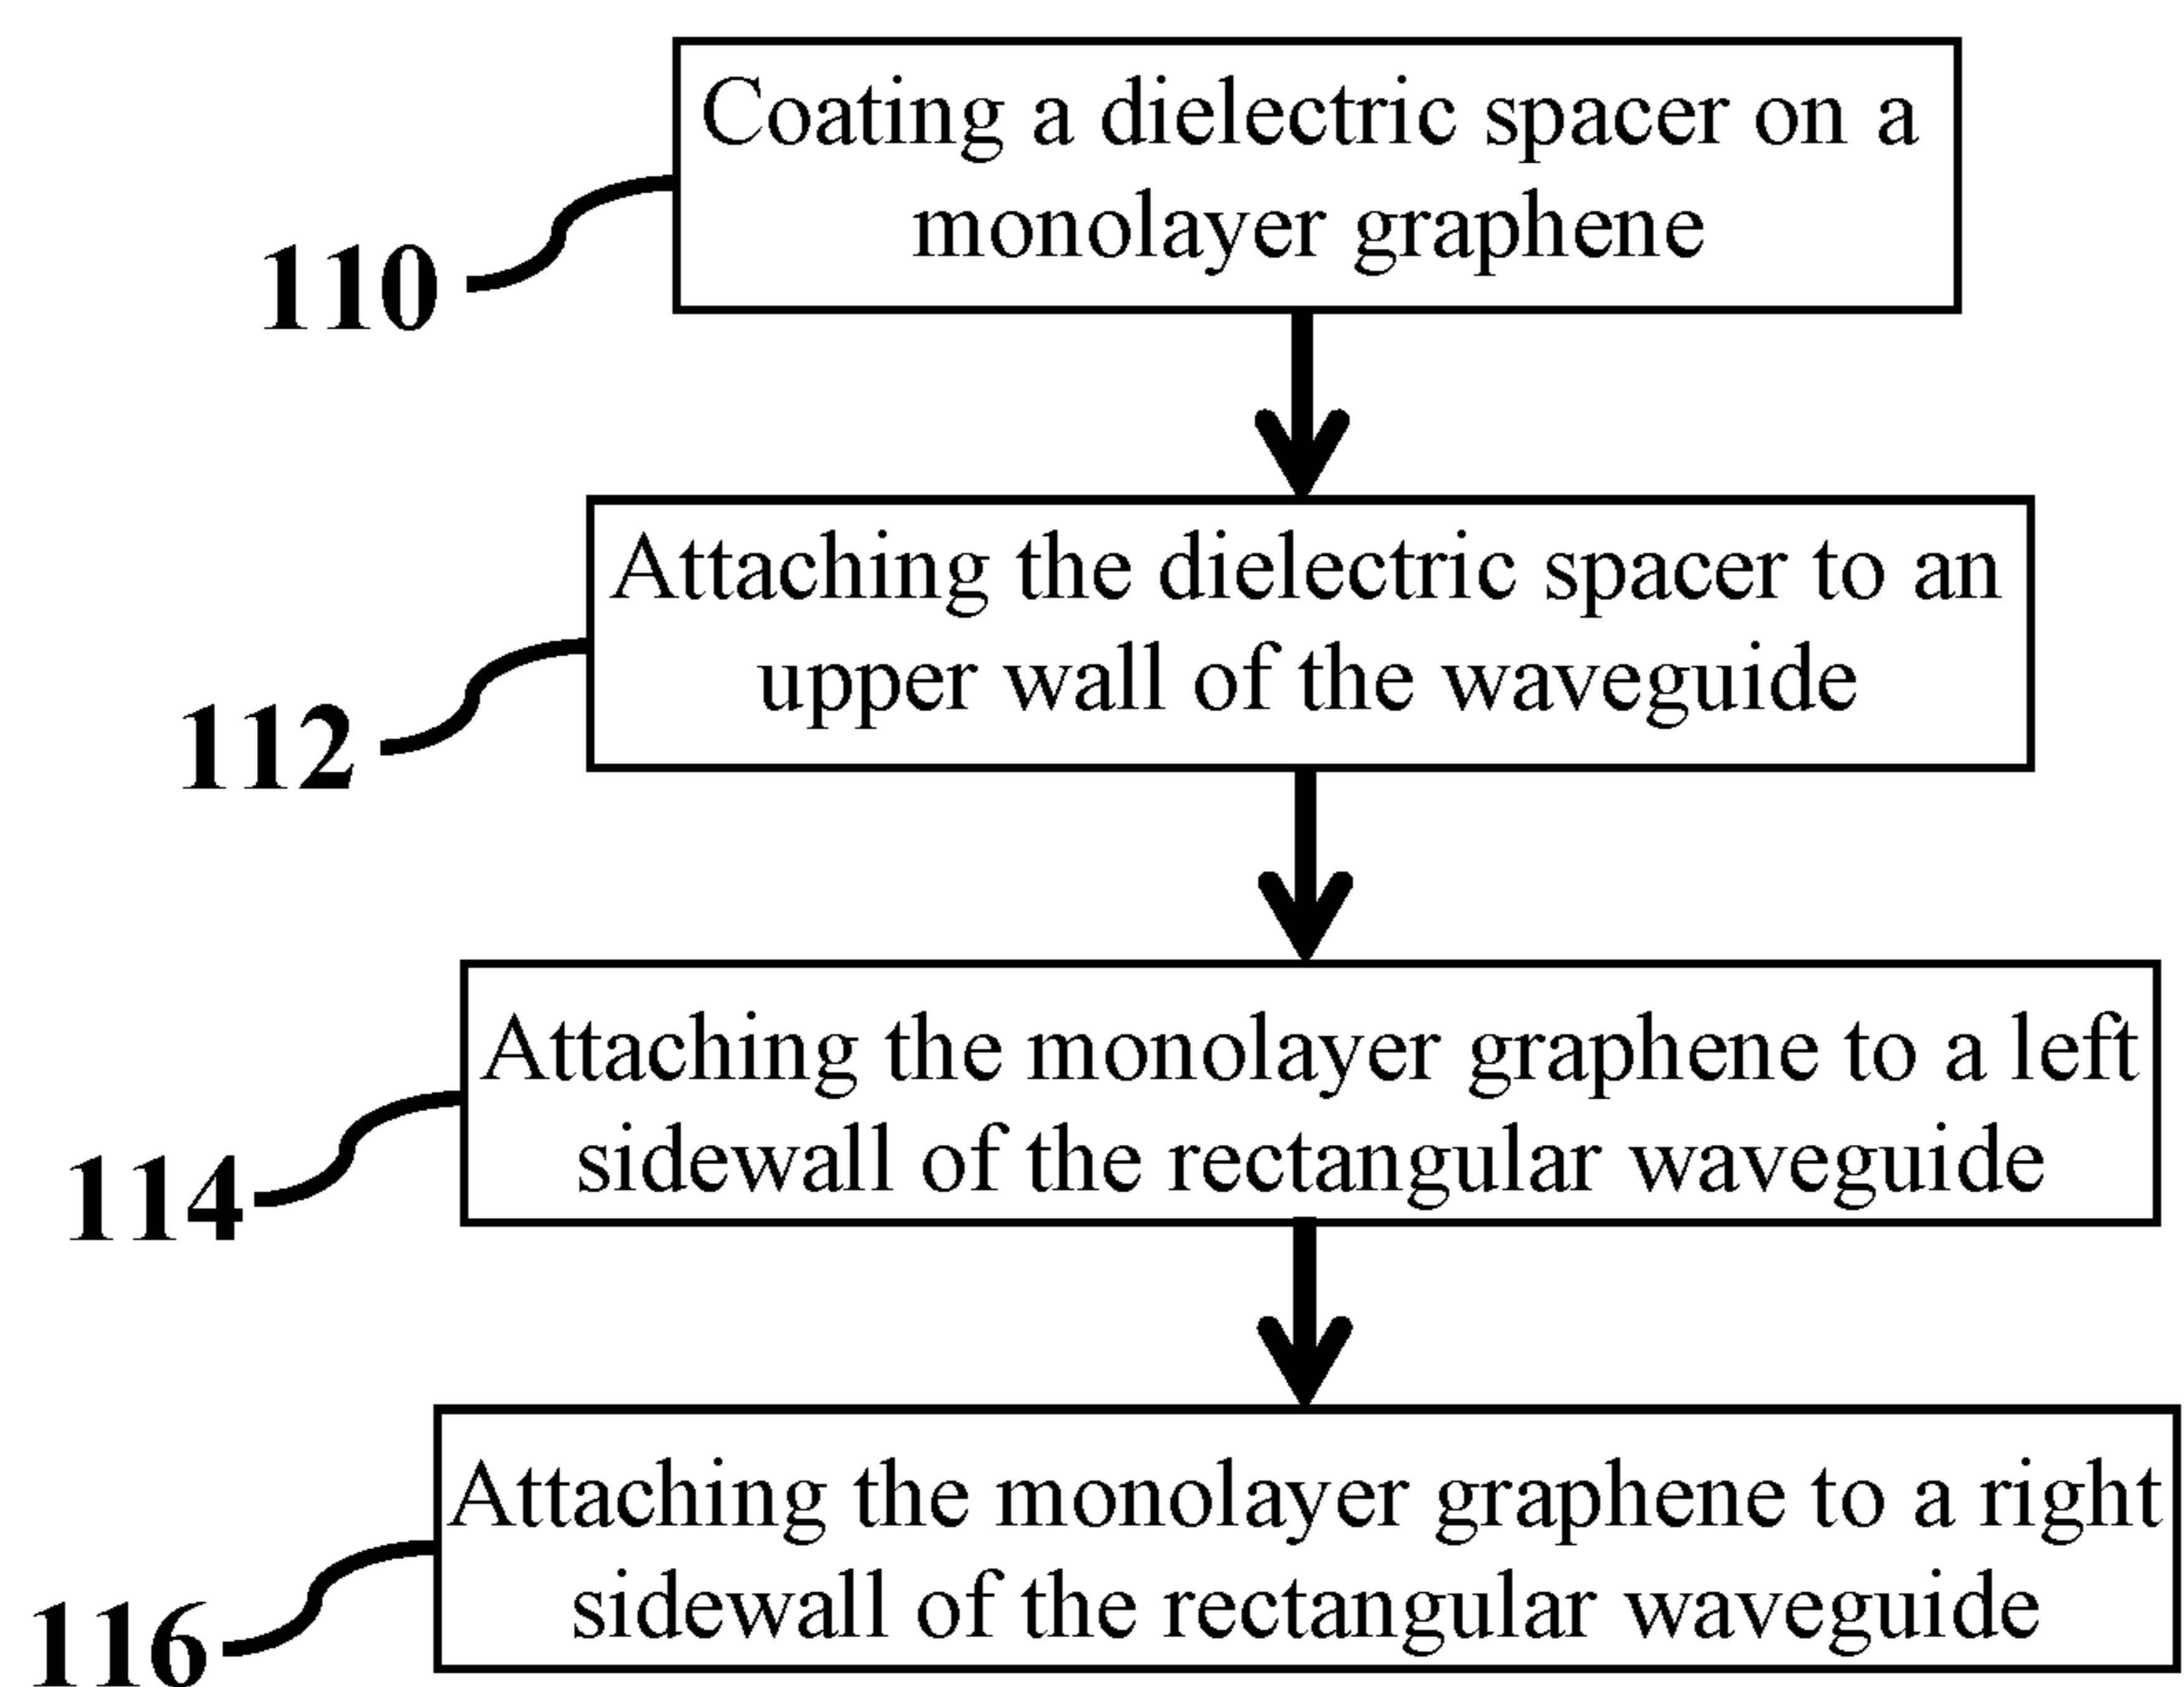 Coating a dielectric spacer on a
monolayer graphene
110
Attaching the dielectric spacer to an
upper wall of the waveguide
112
Attaching the monolayer graphene to a left
sidewall of the rectangular waveguide
114
Attaching the monolayer graphene to a right
sidewall of the rectangular waveguide
116